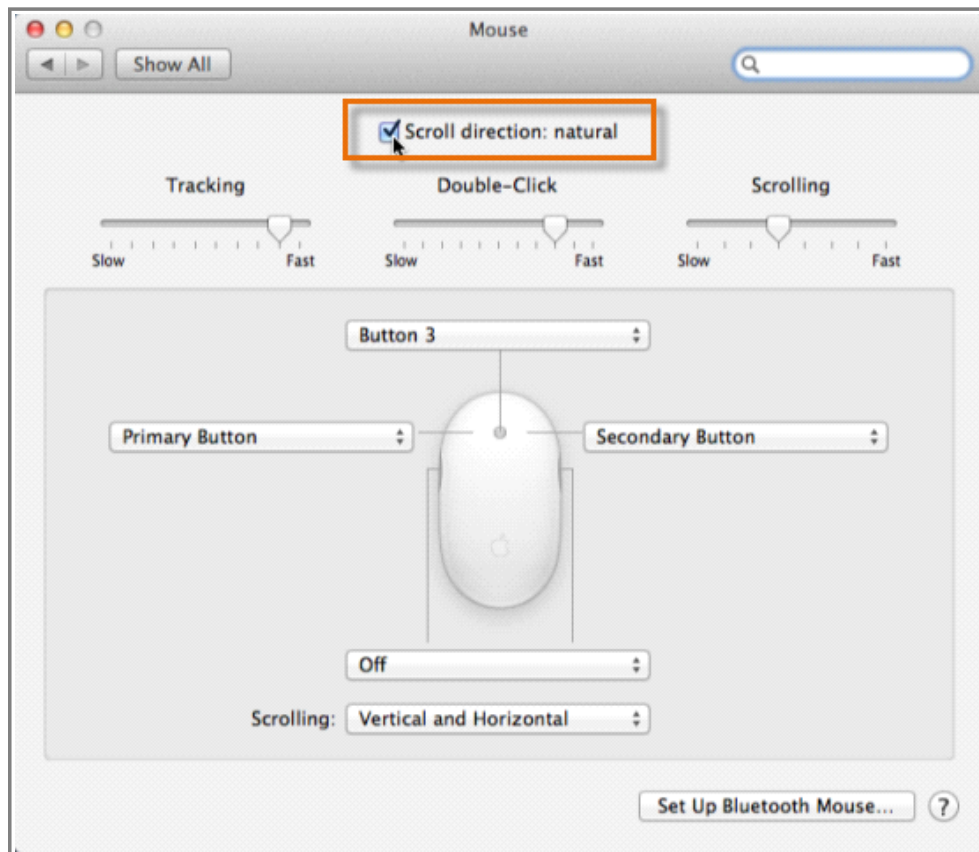 Mouse
Show All
Scroll direction: natural
Tracking Double-Click Scrolling
Slow Fast Slow Fast Slow Fast
Button 3
Primary Button Secondary Button
Off
Scrolling: Vertical and Horizontal
Set Up Bluetooth Mouse... ?